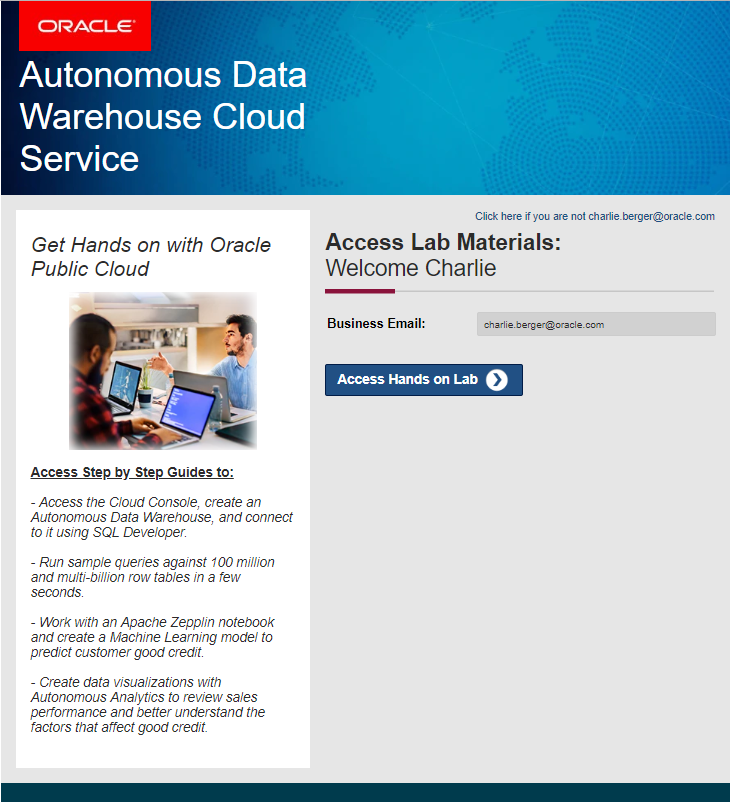 ORACLE
Autonomous Data
Warehouse Cloud
Service
Click here if you are not charlie.berger@oracle.com
Get Hands on with Oracle
Public Cloud
Access Lab Materials:
Welcome Charlie
Business Email:
charlie.berger@oracle.com
Access Hands on Lab
Access Step by Step Guides to:
- Access the Cloud Console, create an
Autonomous Data Warehouse, and connect
to it using SQL Developer.
- Run sample queries against 100 million
and multi-billion row tables in a few
seconds.
- Work with an Apache Zepplin notebook
and create a Machine Learning model to
predict customer good credit.
- Create data visualizations with
Autonomous Analytics to review sales
performance and better understand the
factors that affect good credit.